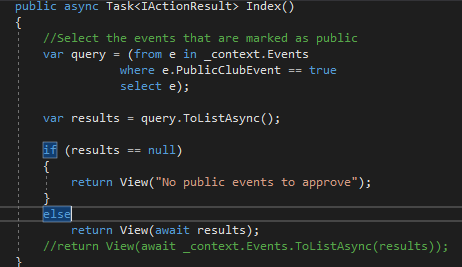 public async Task<IActionResult> Index()
{
    //Select the events that are marked as public
    var query = (from e in _context.Events
                 where e.PublicClubEvent == true
                 select e);
    var results = query.ToListAsync();
    if (results == null)
    {
        return View("No public events to approve");
    }
    else
        return View(await results);
    //return View(await _context.Events.ToListAsync(results));
}